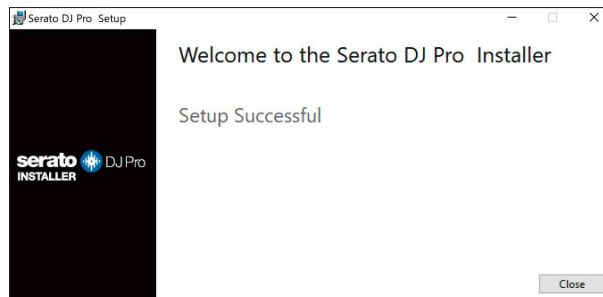 Serato DJ Pro  Setup
Welcome to the Serato DJ Pro  Installer
Setup Successful
serato DJ Pro
INSTALLER
Close